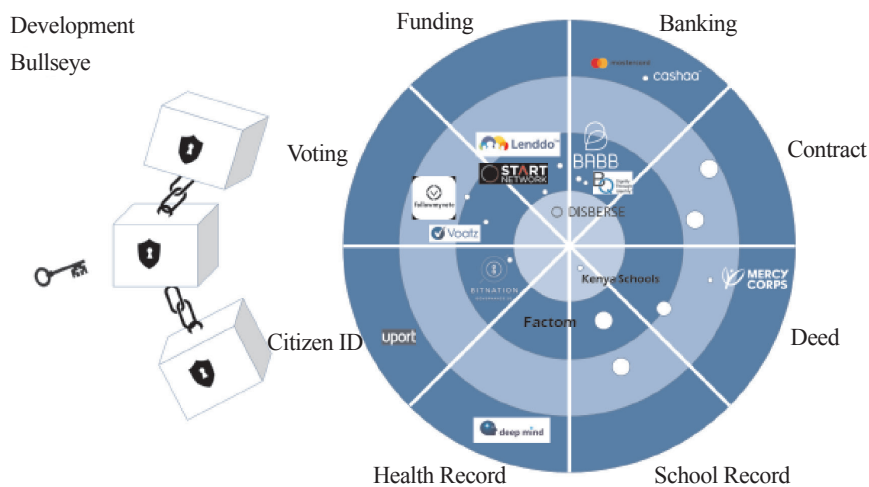 Development
Bullseye
Funding
Banking
mastercard
cashaa
Voting
Lenddo
BABB
Contract
START
NETWORK
BQ
followmyvote
DISBERSE
Voatz
BITNATION
Kenya Schools
MERCY
CORPS
Factom
Citizen ID
uport
Deed
deep mind
Health Record
School Record